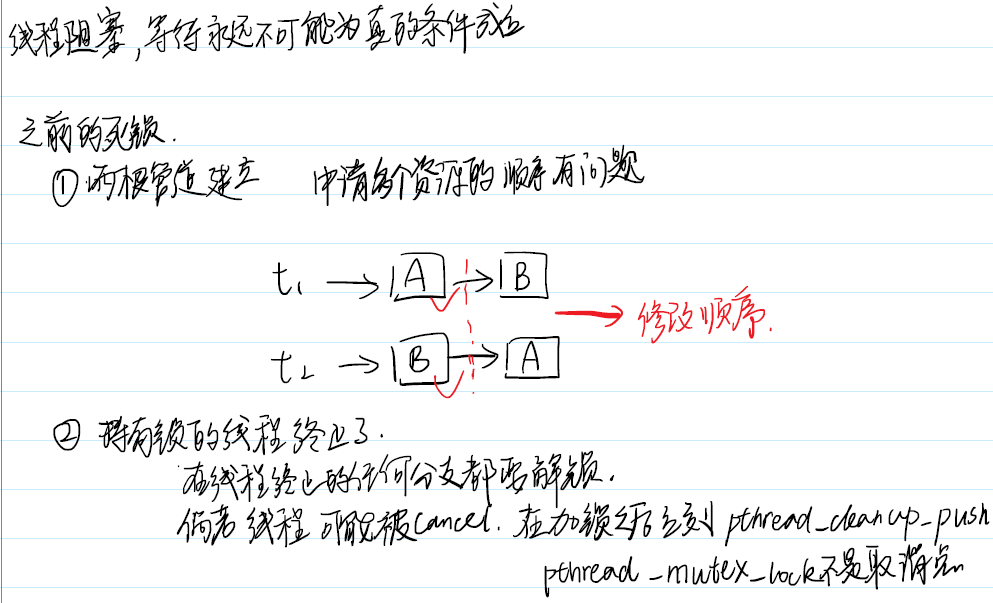 线程阻塞,等待永远不可能为真的条件成立
之前的死锁.
① 两根管道建立 申请多个资源的顺序有问题
t₁ → A → B
→ 修改顺序.
t₂ → B → A
② 持有锁的线程终止了.
在线程终止的任何分支都要解锁.
倘若线程可能被cancel. 在加锁之后立刻 pthread_cleanup_push
pthread_mutex_lock不是取消点.